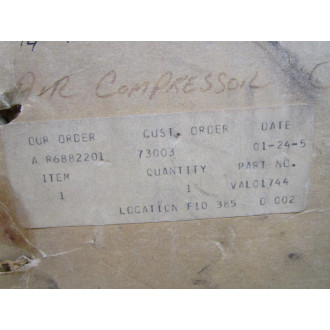 AIR COMPRESSOR C
OUR ORDER CUST. ORDER DATE
A R6882201 73003 01-24-5
ITEM QUANTITY PART NO.
1 1 VAL01744
LOCATION F10 385 0 002